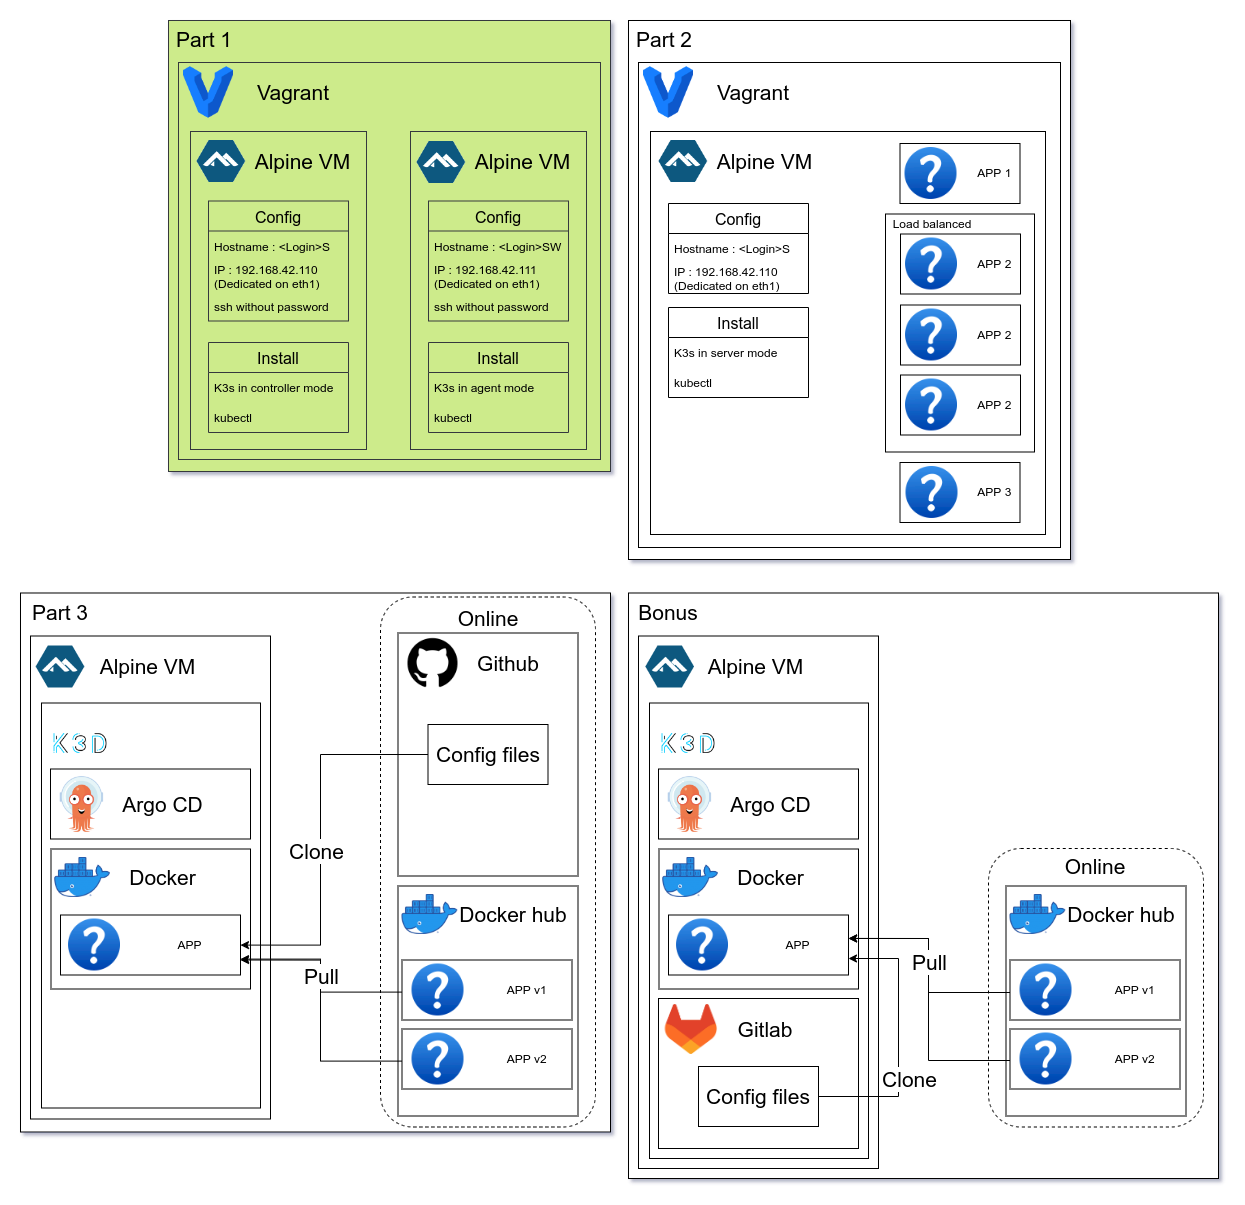 Part 1
Vagrant
Alpine VM
Config
Hostname : <Login>S
IP : 192.168.42.110
(Dedicated on eth1)
ssh without password
Install
K3s in controller mode
kubectl
Alpine VM
Config
Hostname : <Login>SW
IP : 192.168.42.111
(Dedicated on eth1)
ssh without password
Install
K3s in agent mode
kubectl
Part 2
Vagrant
Alpine VM
Config
Hostname : <Login>S
IP : 192.168.42.110
(Dedicated on eth1)
Install
K3s in server mode
kubectl
APP 1
Load balanced
APP 2
APP 2
APP 2
APP 3
Part 3
Alpine VM
K3D
Argo CD
Docker
APP
Clone
Pull
Online
Github
Config files
Docker hub
APP v1
APP v2
Bonus
Alpine VM
K3D
Argo CD
Docker
APP
Gitlab
Config files
Pull
Clone
Online
Docker hub
APP v1
APP v2